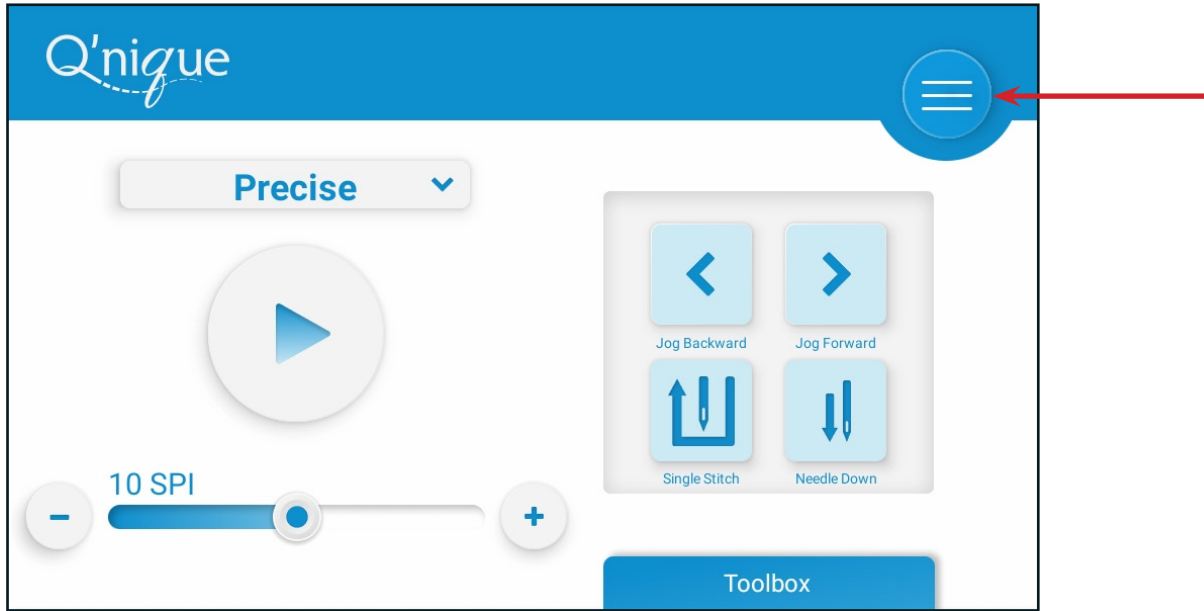 Q'nique
Precise
Jog Backward
Jog Forward
Single Stitch
Needle Down
10 SPI
Toolbox